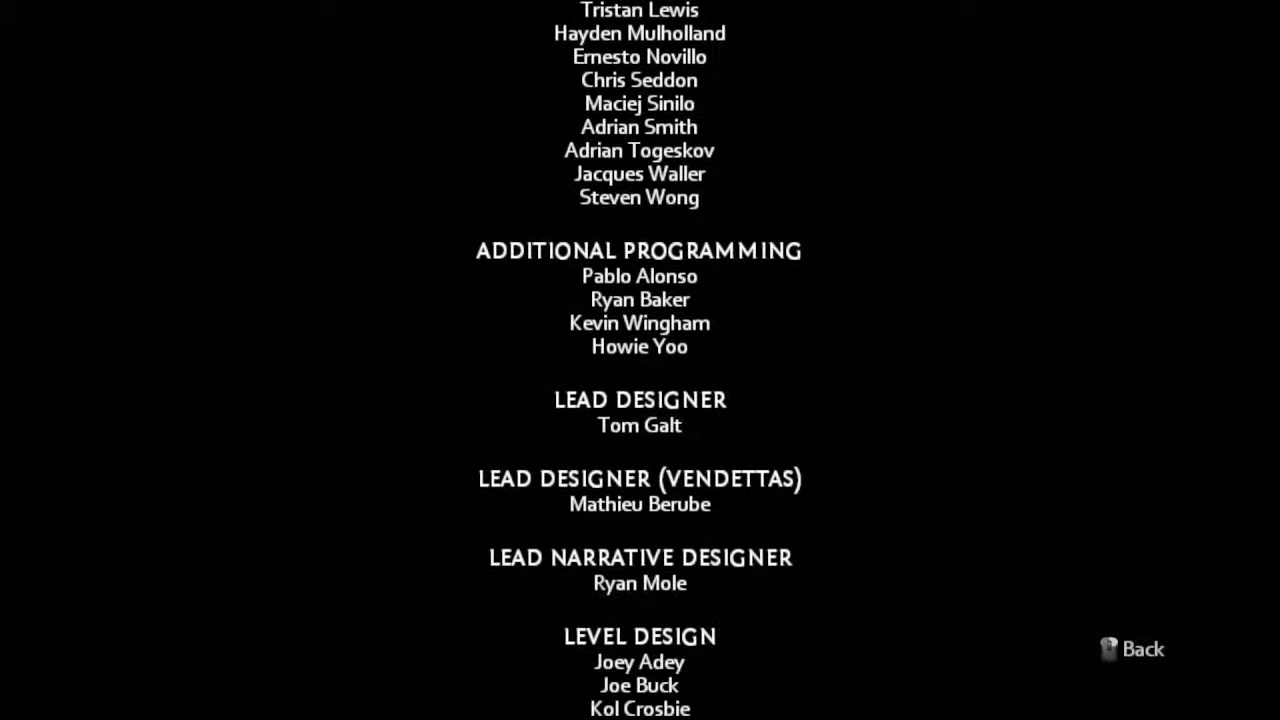 Tristan Lewis
Hayden Mulholland
Ernesto Novillo
Chris Seddon
Maciej Sinilo
Adrian Smith
Adrian Togeskov
Jacques Waller
Steven Wong
ADDITIONAL PROGRAMMING
Pablo Alonso
Ryan Baker
Kevin Wingham
Howie Yoo
LEAD DESIGNER
Tom Galt
LEAD DESIGNER (VENDETTAS)
Mathieu Berube
LEAD NARRATIVE DESIGNER
Ryan Mole
LEVEL DESIGN
Back
Joey Adey
Joe Buck
Kol Crosbie